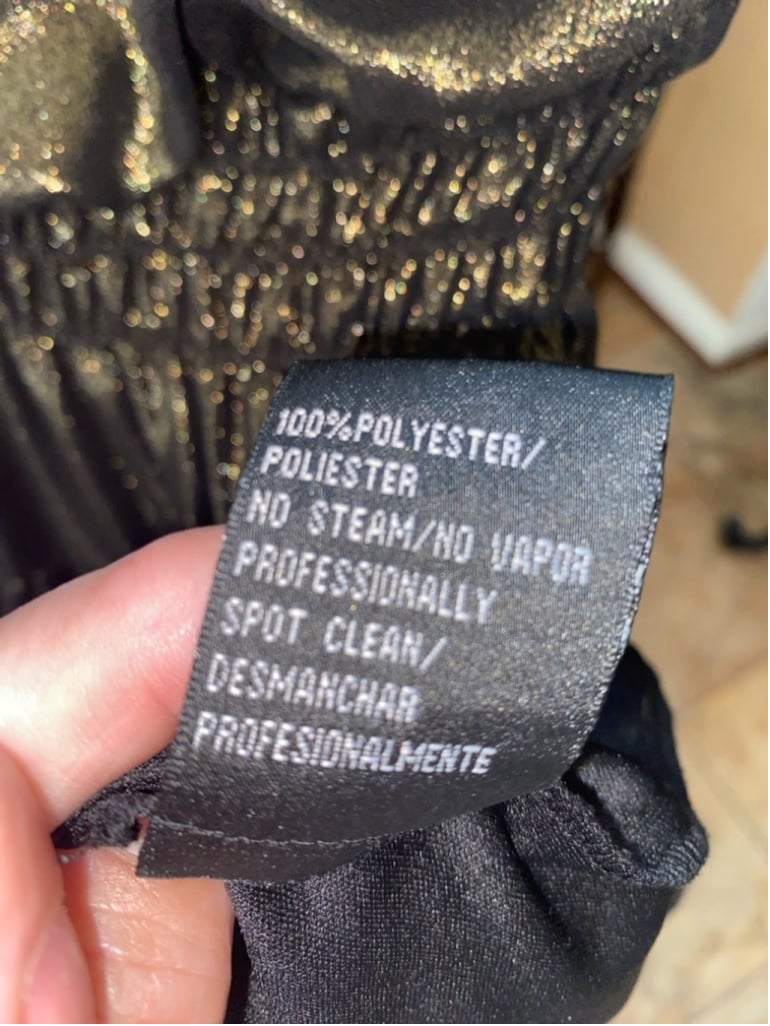 100%POLYESTER/
POLIESTER
NO STEAM/NO VAPOR
PROFESSIONALLY
SPOT CLEAN/
DESMANCHAR
PROFESIONALMENTE